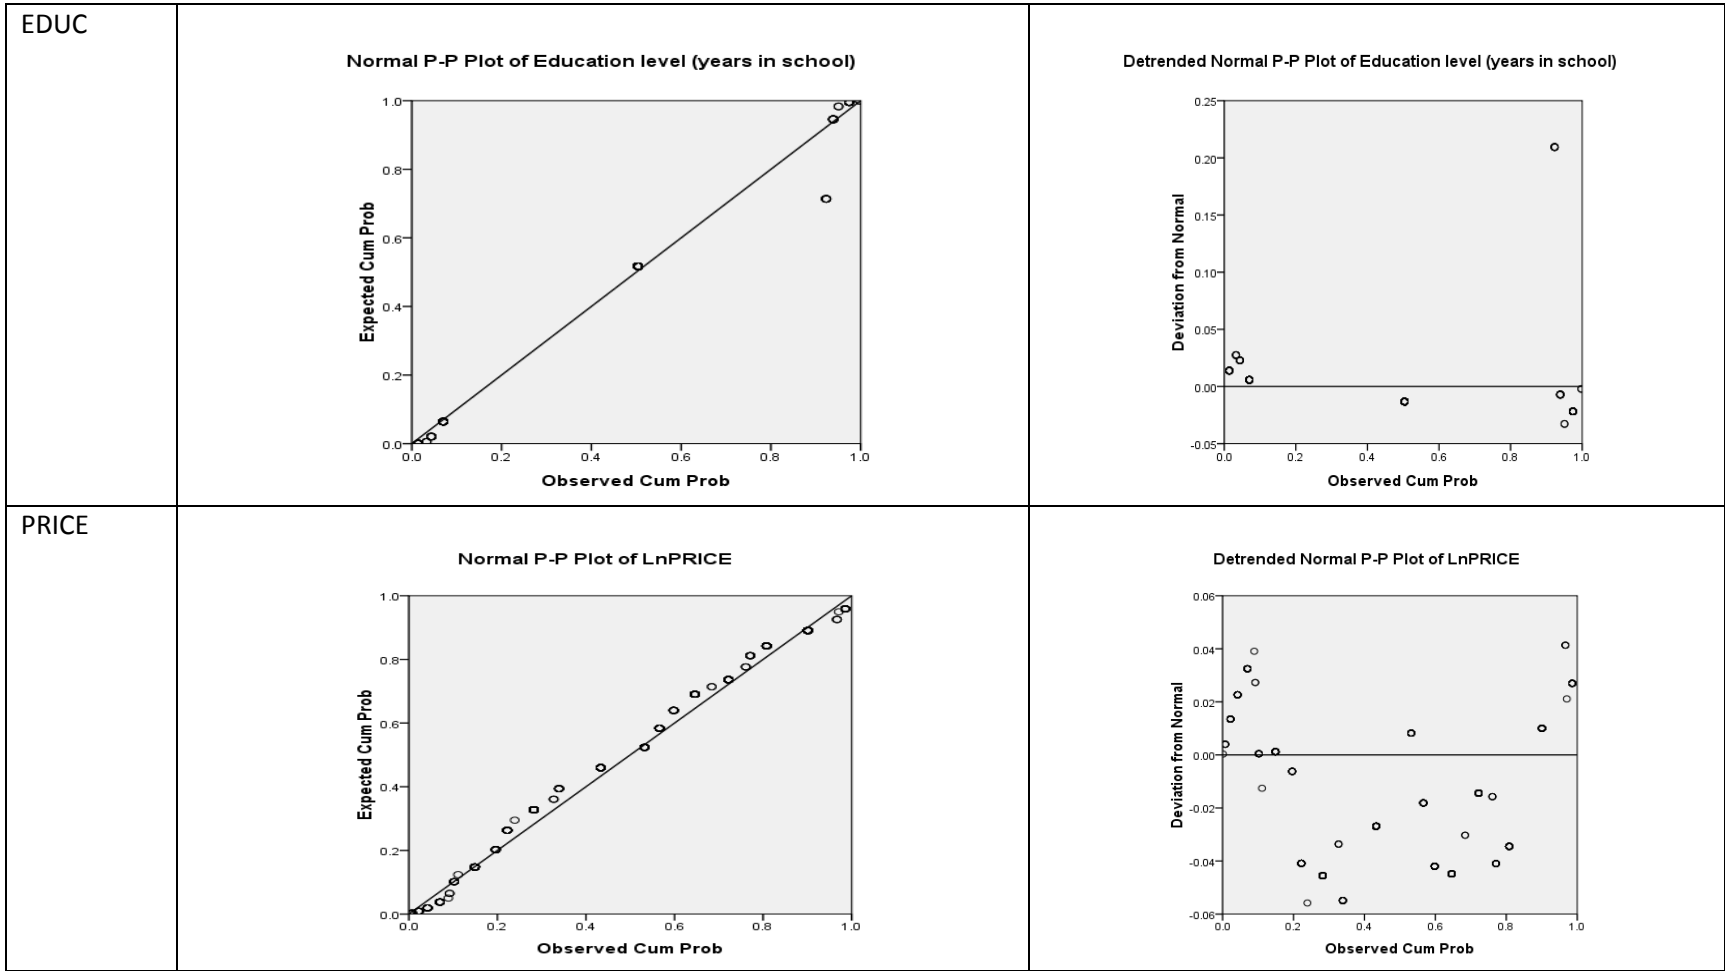 EDUC
Normal P-P Plot of Education level (years in school)
Expected Cum Prob
1.0
0.8
0.6
0.4
0.2
0.0
0.0 0.2 0.4 0.6 0.8 1.0
Observed Cum Prob
Detrended Normal P-P Plot of Education level (years in school)
Deviation from Normal
0.25
0.20
0.15
0.10
0.05
0.00
-0.05
0.0 0.2 0.4 0.6 0.8 1.0
Observed Cum Prob
PRICE
Normal P-P Plot of LnPRICE
Expected Cum Prob
1.0
0.8
0.6
0.4
0.2
0.0
0.0 0.2 0.4 0.6 0.8 1.0
Observed Cum Prob
Detrended Normal P-P Plot of LnPRICE
Deviation from Normal
0.06
0.04
0.02
0.00
-0.02
-0.04
-0.06
0.0 0.2 0.4 0.6 0.8 1.0
Observed Cum Prob